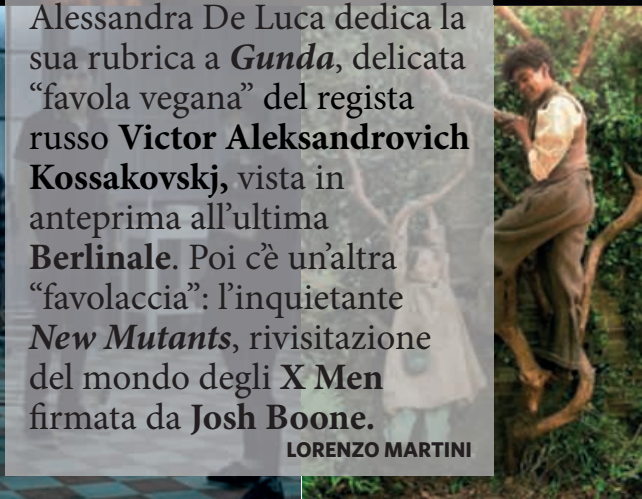 Alessandra De Luca dedica la
sua rubrica a Gunda, delicata
“favola vegana” del regista
russo Victor Aleksandrovich
Kossakovskj, vista in
anteprima all’ultima
Berlinale. Poi c’è un’altra
“favolaccia”: l’inquietante
New Mutants, rivisitazione
del mondo degli X Men
firmata da Josh Boone.
LORENZO MARTINI